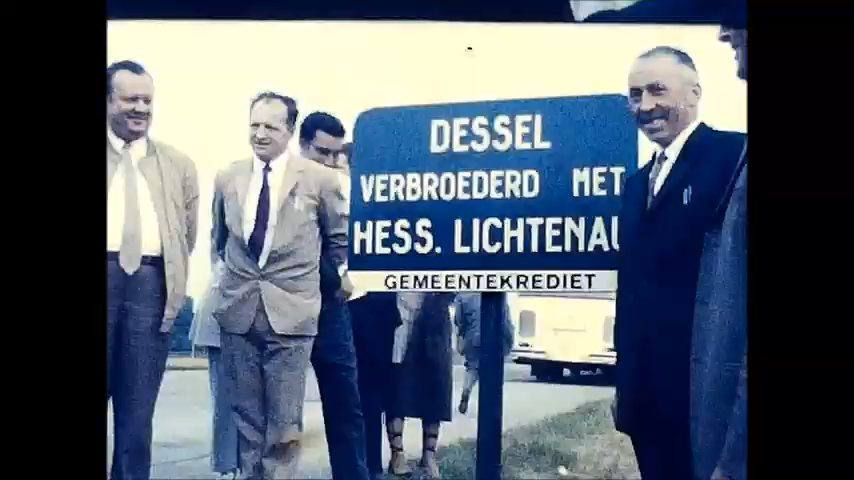 DESSEL
VERBROEDERD MET
HESS. LICHTENAU
GEMEENTEKREDIET